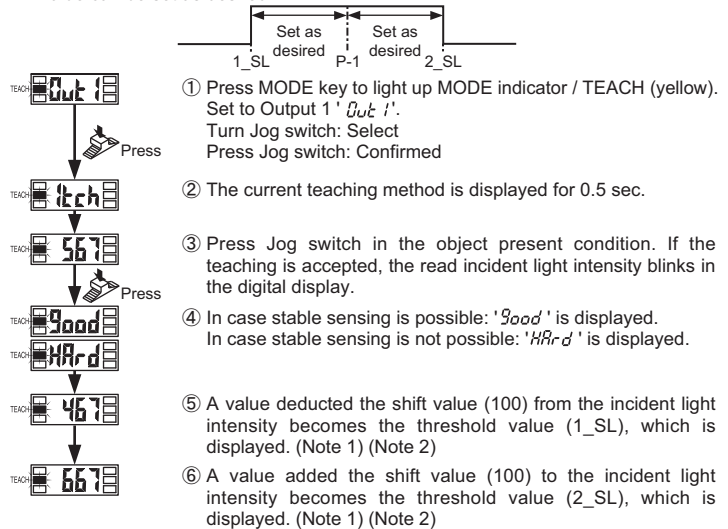 Set as desired
Set as desired
1_SL P-1 2_SL
TEACH Out 1
① Press MODE key to light up MODE indicator / TEACH (yellow).
Set to Output 1 ' Out 1'.
Turn Jog switch: Select
Press Jog switch: Confirmed
Press
TEACH 1tch
② The current teaching method is displayed for 0.5 sec.
TEACH 567
③ Press Jog switch in the object present condition. If the
teaching is accepted, the read incident light intensity blinks in
the digital display.
Press
TEACH good
④ In case stable sensing is possible: 'good' is displayed.
In case stable sensing is not possible: 'HArd' is displayed.
TEACH HArd
TEACH 467
⑤ A value deducted the shift value (100) from the incident light
intensity becomes the threshold value (1_SL), which is
displayed. (Note 1) (Note 2)
TEACH 667
⑥ A value added the shift value (100) to the incident light
intensity becomes the threshold value (2_SL), which is
displayed. (Note 1) (Note 2)